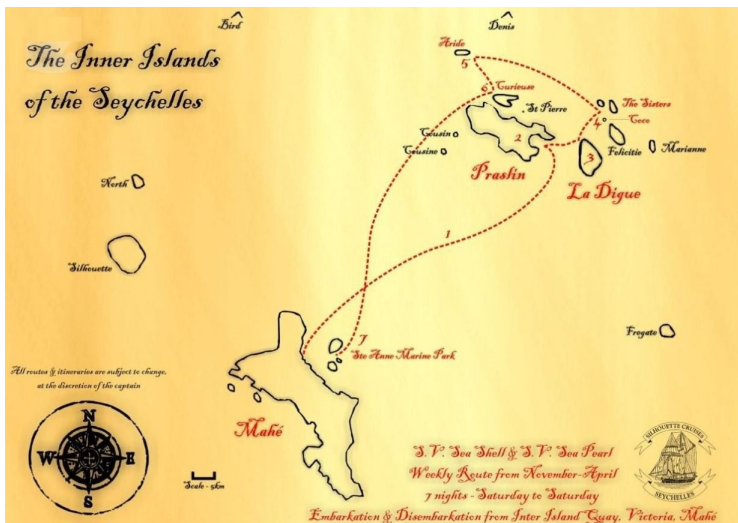 Bird
Denis
The Inner Islands
of the Seychelles
Aride
5
6
Curieuse
St Pierre
The Sisters
Coco
4
Cousin
2
Felicitie
Marianne
Cousine
3
Praslin
La Digue
North
1
Silhouette
Fregate
7
Ste Anne Marine Park
All routes & itineraries are subject to change,
at the discretion of the captain
N
W E
S
Mahé
Scale - 5km
S.V. Sea Shell & S.V. Sea Pearl
Weekly Route from November-April
7 nights - Saturday to Saturday
Embarkation & Disembarkation from Inter Island Quay, Victoria, Mahé
SILHOUETTE CRUISES
SEYCHELLES